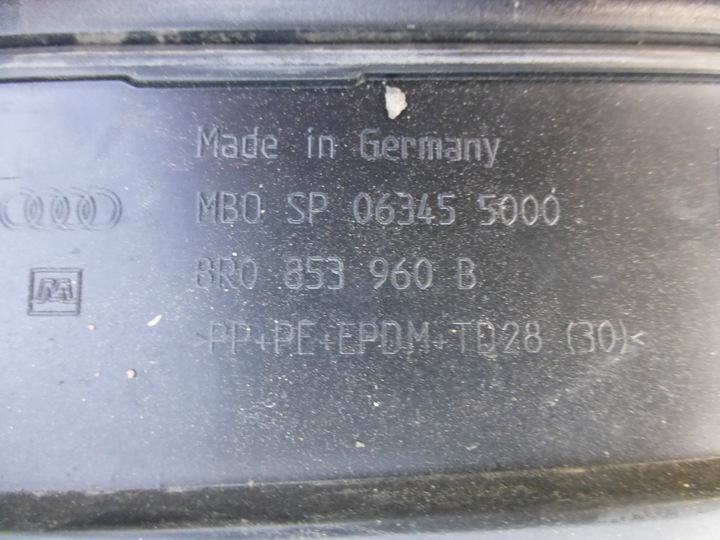 Made in Germany
MBO SP 06345 5000
8R0 853 960 B
>PP+PE+EPDM+TD28 (30)<